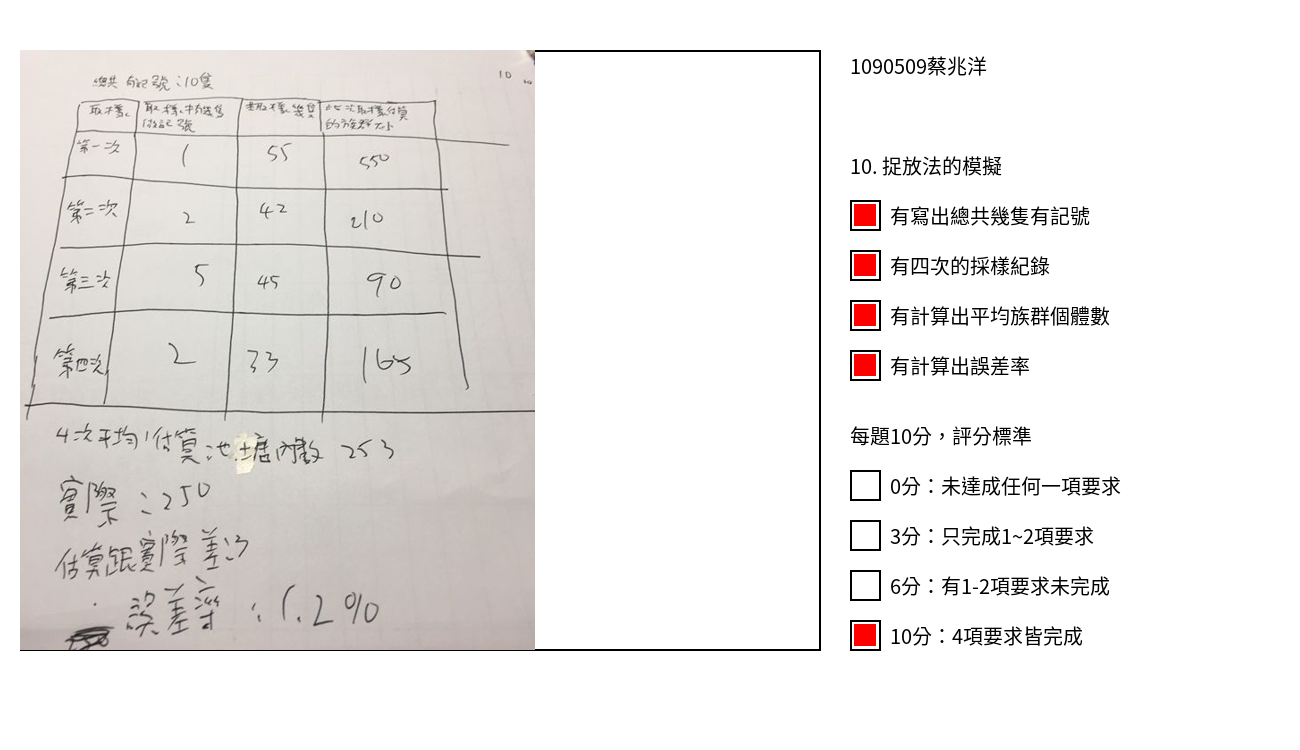 總共有記號：10隻
10
取樣
取樣中有幾隻
做記號
總取樣幾隻
此次取樣估算
的族群大小
第一次 1 55 550
第二次 2 42 210
第三次 5 45 90
第四次 2 33 165
4次平均估算池塘內數 253
實際：250
估算跟實際差：3
誤差率：1.2%
1090509蔡兆洋
10. 捉放法的模擬
有寫出總共幾隻有記號
有四次的採樣紀錄
有計算出平均族群個體數
有計算出誤差率
每題10分，評分標準
0分：未達成任何一項要求
3分：只完成1~2項要求
6分：有1-2項要求未完成
10分：4項要求皆完成